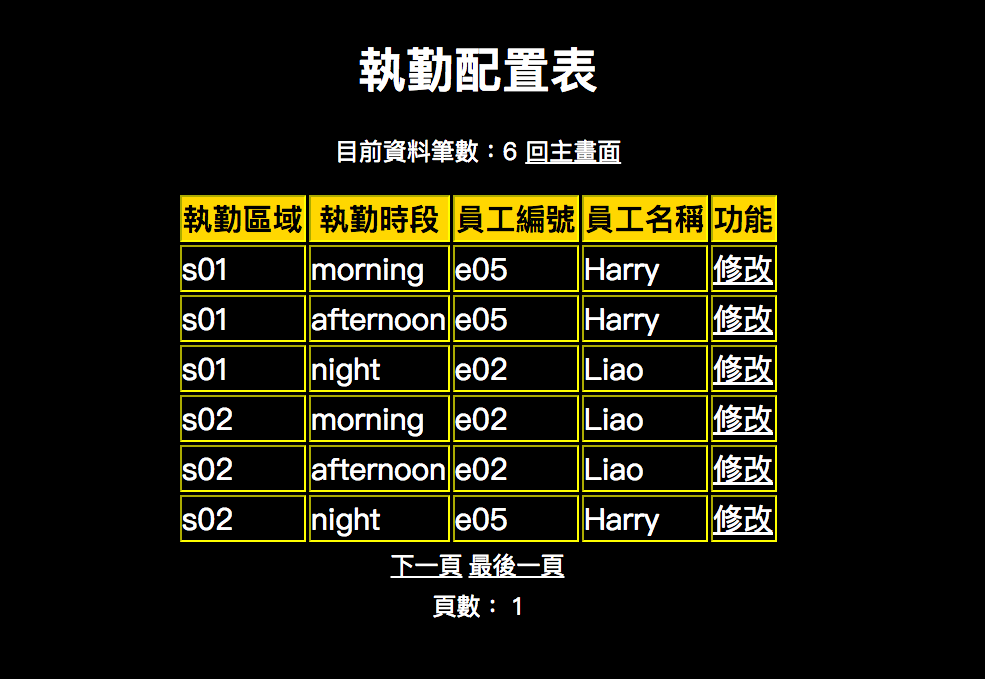 執勤配置表
目前資料筆數：6 回主畫面
執勤區域 執勤時段 員工編號 員工名稱 功能
s01 morning e05 Harry 修改
s01 afternoon e05 Harry 修改
s01 night e02 Liao 修改
s02 morning e02 Liao 修改
s02 afternoon e02 Liao 修改
s02 night e05 Harry 修改
下一頁 最後一頁
頁數： 1